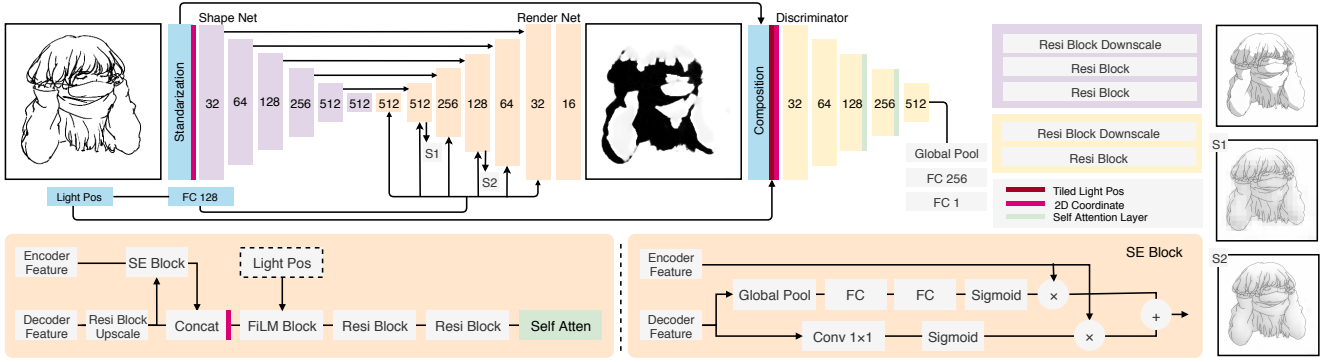 Shape Net
Render Net
Discriminator
Standarization
32
64
128
256
512
512
512
512
256
128
64
32
16
S1
S2
Light Pos
FC 128
Composition
32
64
128
256
512
Global Pool
FC 256
FC 1
Resi Block Downscale
Resi Block
Resi Block
Resi Block Downscale
Resi Block
Tiled Light Pos
2D Coordinate
Self Attention Layer
S1
S2
Encoder
Feature
SE Block
Light Pos
Decoder
Feature
Resi Block
Upscale
Concat
FiLM Block
Resi Block
Resi Block
Self Atten
SE Block
Encoder
Feature
Global Pool
FC
FC
Sigmoid
×
Decoder
Feature
Conv 1×1
Sigmoid
×
+